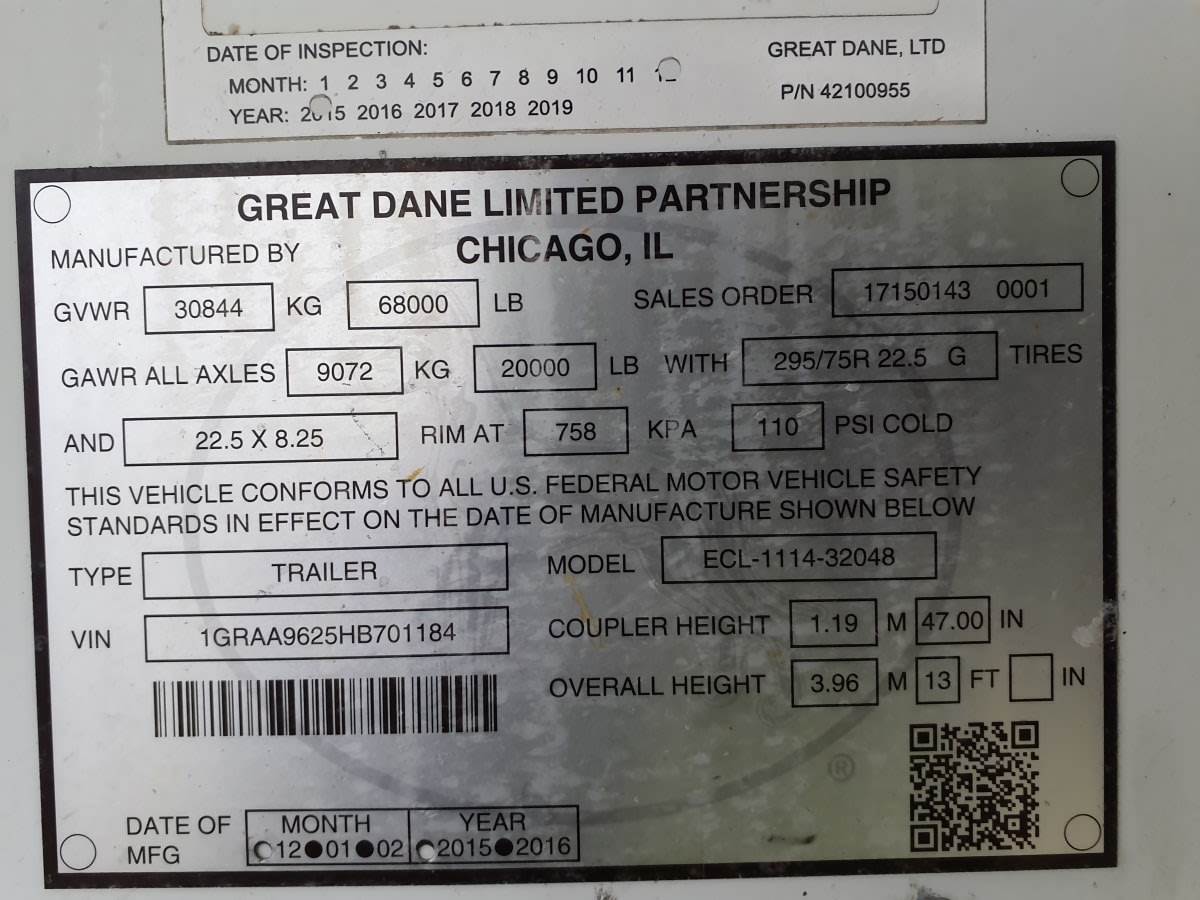 DATE OF INSPECTION:
GREAT DANE, LTD
MONTH: 1 2 3 4 5 6 7 8 9 10 11
YEAR: 2015 2016 2017 2018 2019
P/N 42100955
GREAT DANE LIMITED PARTNERSHIP
MANUFACTURED BY CHICAGO, IL
GVWR 30844 KG 68000 LB SALES ORDER 17150143 0001
GAWR ALL AXLES 9072 KG 20000 LB WITH 295/75R 22.5 G TIRES
AND 22.5 X 8.25 RIM AT 758 KPA 110 PSI COLD
THIS VEHICLE CONFORMS TO ALL U.S. FEDERAL MOTOR VEHICLE SAFETY
STANDARDS IN EFFECT ON THE DATE OF MANUFACTURE SHOWN BELOW
TYPE TRAILER MODEL ECL-1114-32048
VIN 1GRAA9625HB701184 COUPLER HEIGHT 1.19 M 47.00 IN
OVERALL HEIGHT 3.96 M 13 FT IN
®
DATE OF MFG
MONTH YEAR
12 01 02 2015 2016